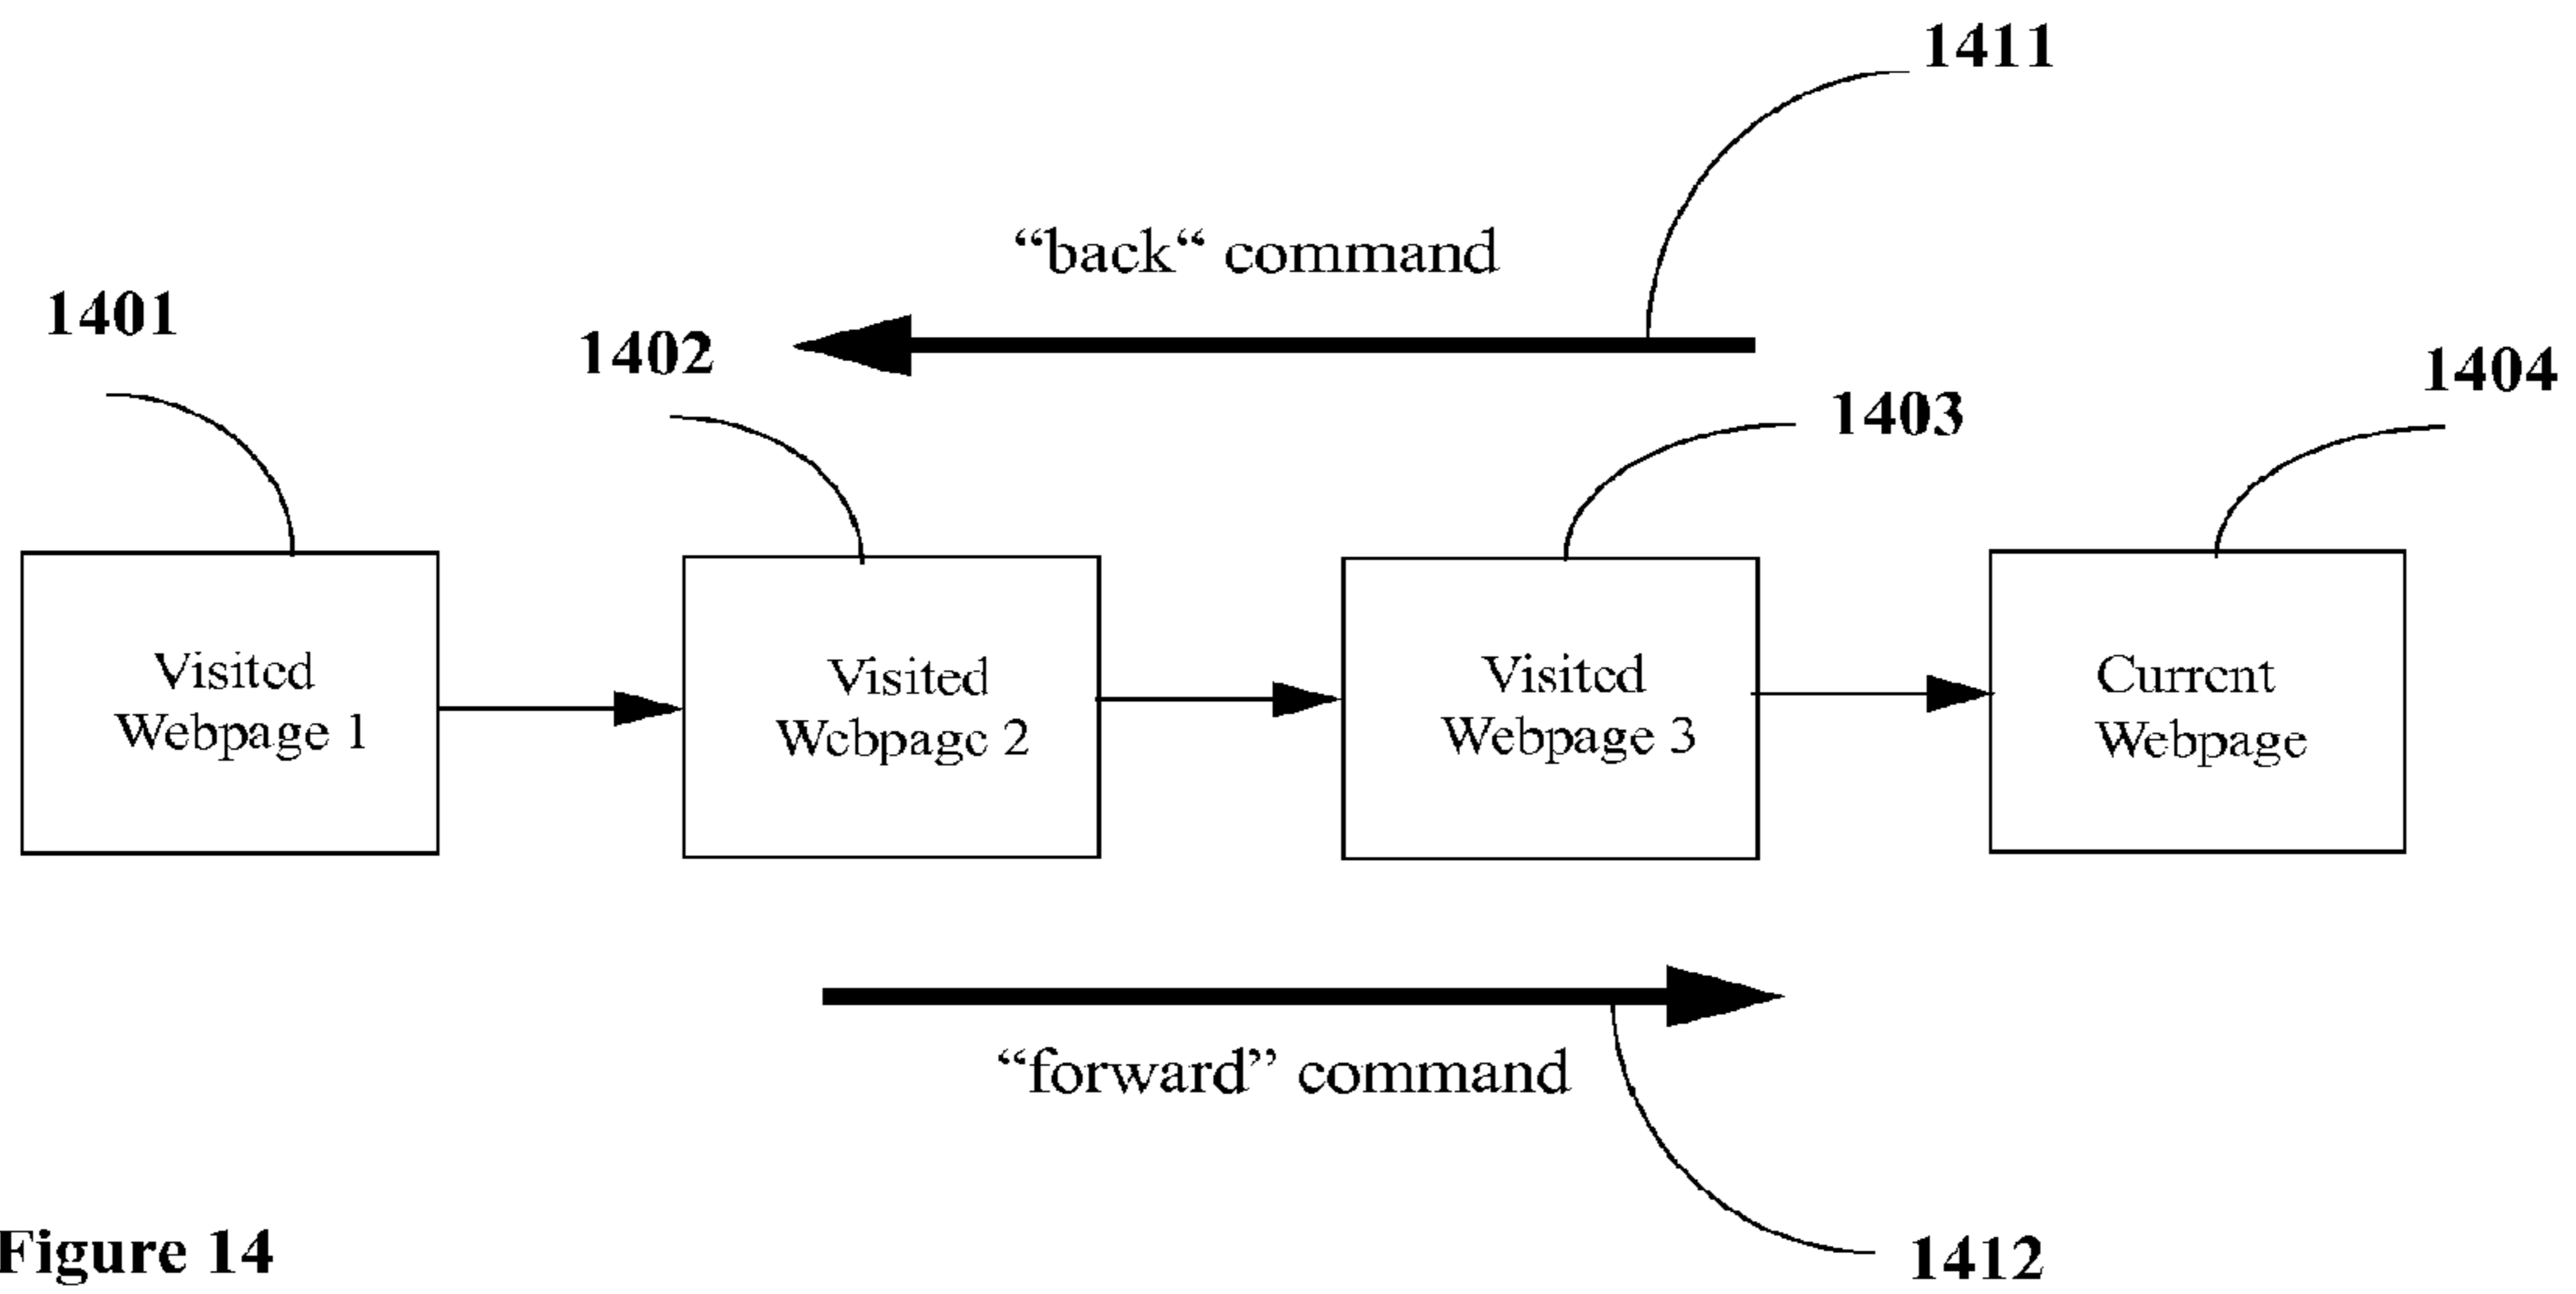 1411
“back“ command
1401
1402
1404
1403
Visited
Webpage 1
Visited
Webpage 2
Visited
Webpage 3
Current
Webpage
“forward” command
1412
Figure 14